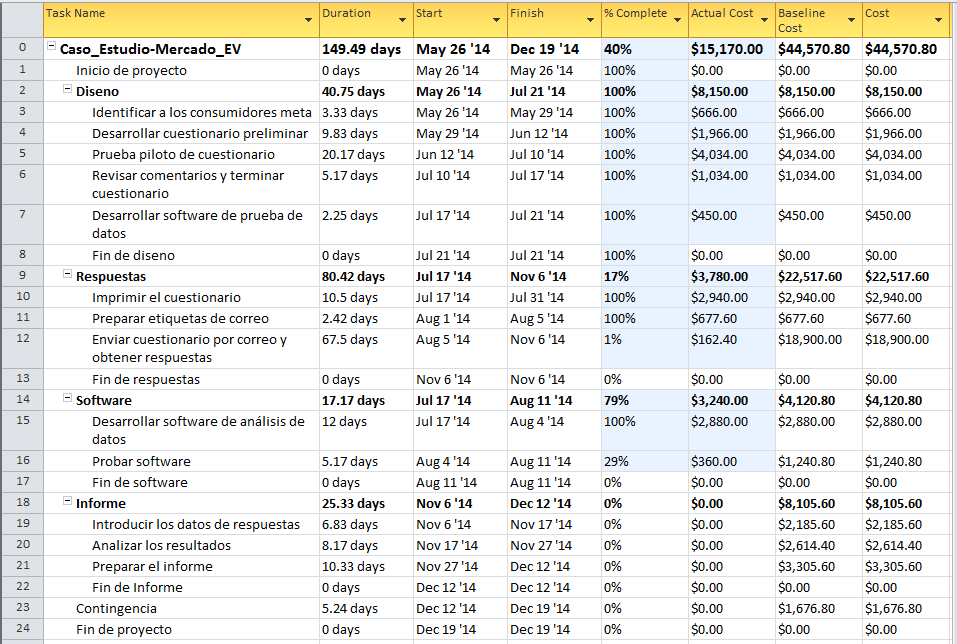 Task Name Duration Start Finish % Complete Actual Cost Baseline Cost Cost
0 Caso_Estudio-Mercado_EV 149.49 days May 26 '14 Dec 19 '14 40% $15,170.00 $44,570.80 $44,570.80
1 Inicio de proyecto 0 days May 26 '14 May 26 '14 100% $0.00 $0.00 $0.00
2 Diseno 40.75 days May 26 '14 Jul 21 '14 100% $8,150.00 $8,150.00 $8,150.00
3 Identificar a los consumidores meta 3.33 days May 26 '14 May 29 '14 100% $666.00 $666.00 $666.00
4 Desarrollar cuestionario preliminar 9.83 days May 29 '14 Jun 12 '14 100% $1,966.00 $1,966.00 $1,966.00
5 Prueba piloto de cuestionario 20.17 days Jun 12 '14 Jul 10 '14 100% $4,034.00 $4,034.00 $4,034.00
6 Revisar comentarios y terminar 5.17 days Jul 10 '14 Jul 17 '14 100% $1,034.00 $1,034.00 $1,034.00
cuestionario
7 Desarrollar software de prueba de 2.25 days Jul 17 '14 Jul 21 '14 100% $450.00 $450.00 $450.00
datos
8 Fin de diseno 0 days Jul 21 '14 Jul 21 '14 100% $0.00 $0.00 $0.00
9 Respuestas 80.42 days Jul 17 '14 Nov 6 '14 17% $3,780.00 $22,517.60 $22,517.60
10 Imprimir el cuestionario 10.5 days Jul 17 '14 Jul 31 '14 100% $2,940.00 $2,940.00 $2,940.00
11 Preparar etiquetas de correo 2.42 days Aug 1 '14 Aug 5 '14 100% $677.60 $677.60 $677.60
12 Enviar cuestionario por correo y 67.5 days Aug 5 '14 Nov 6 '14 1% $162.40 $18,900.00 $18,900.00
obtener respuestas
13 Fin de respuestas 0 days Nov 6 '14 Nov 6 '14 0% $0.00 $0.00 $0.00
14 Software 17.17 days Jul 17 '14 Aug 11 '14 79% $3,240.00 $4,120.80 $4,120.80
15 Desarrollar software de análisis de 12 days Jul 17 '14 Aug 4 '14 100% $2,880.00 $2,880.00 $2,880.00
datos
16 Probar software 5.17 days Aug 4 '14 Aug 11 '14 29% $360.00 $1,240.80 $1,240.80
17 Fin de software 0 days Aug 11 '14 Aug 11 '14 0% $0.00 $0.00 $0.00
18 Informe 25.33 days Nov 6 '14 Dec 12 '14 0% $0.00 $8,105.60 $8,105.60
19 Introducir los datos de respuestas 6.83 days Nov 6 '14 Nov 17 '14 0% $0.00 $2,185.60 $2,185.60
20 Analizar los resultados 8.17 days Nov 17 '14 Nov 27 '14 0% $0.00 $2,614.40 $2,614.40
21 Preparar el informe 10.33 days Nov 27 '14 Dec 12 '14 0% $0.00 $3,305.60 $3,305.60
22 Fin de Informe 0 days Dec 12 '14 Dec 12 '14 0% $0.00 $0.00 $0.00
23 Contingencia 5.24 days Dec 12 '14 Dec 19 '14 0% $0.00 $1,676.80 $1,676.80
24 Fin de proyecto 0 days Dec 19 '14 Dec 19 '14 0% $0.00 $0.00 $0.00